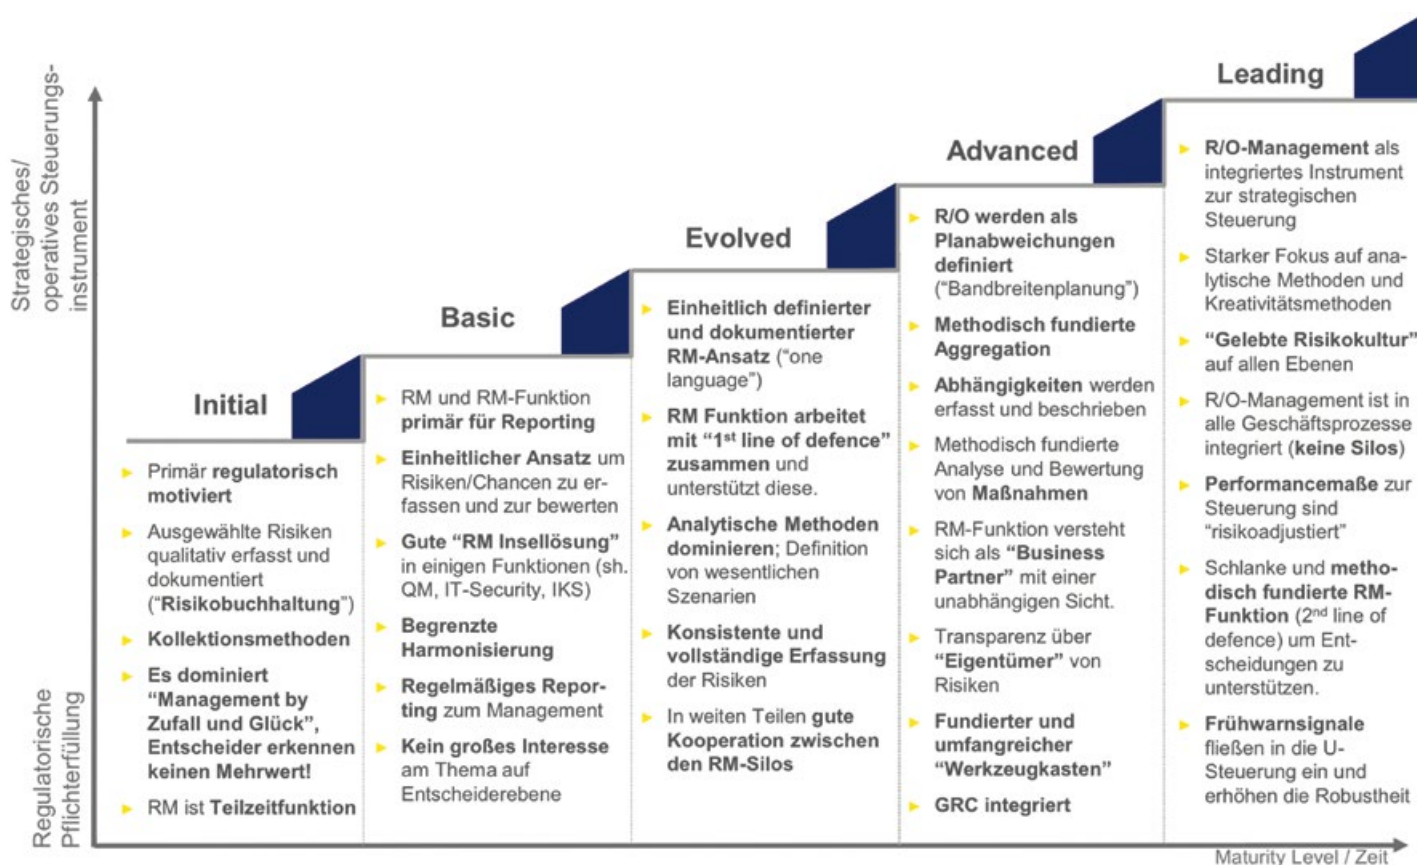 Strategisches/
operatives Steuerungs-
instrument
Regulatorische
Pflichterfüllung
Initial
► Primär regulatorisch
motiviert
► Ausgewählte Risiken
qualitativ erfasst und
dokumentiert
(“Risikobuchhaltung”)
► Kollektionsmethoden
► Es dominiert
“Management by
Zufall und Glück”,
Entscheider erkennen
keinen Mehrwert!
► RM ist Teilzeitfunktion
Basic
► RM und RM-Funktion
primär für Reporting
► Einheitlicher Ansatz um
Risiken/Chancen zu er-
fassen und zur bewerten
► Gute “RM Insellösung”
in einigen Funktionen (sh.
QM, IT-Security, IKS)
► Begrenzte
Harmonisierung
► Regelmäßiges Repor-
ting zum Management
► Kein großes Interesse
am Thema auf
Entscheiderebene
Evolved
► Einheitlich definierter
und dokumentierter
RM-Ansatz (“one
language”)
► RM Funktion arbeitet
mit “1st line of defence”
zusammen und
unterstützt diese.
► Analytische Methoden
dominieren; Definition
von wesentlichen
Szenarien
► Konsistente und
vollständige Erfassung
der Risiken
► In weiten Teilen gute
Kooperation zwischen
den RM-Silos
Advanced
► R/O werden als
Planabweichungen
definiert
(“Bandbreitenplanung”)
► Methodisch fundierte
Aggregation
► Abhängigkeiten werden
erfasst und beschrieben
► Methodisch fundierte
Analyse und Bewertung
von Maßnahmen
► RM-Funktion versteht
sich als “Business
Partner” mit einer
unabhängigen Sicht.
► Transparenz über
“Eigentümer” von
Risiken
► Fundierter und
umfangreicher
“Werkzeugkasten”
► GRC integriert
Leading
► R/O-Management als
integriertes Instrument
zur strategischen
Steuerung
► Starker Fokus auf ana-
lytische Methoden und
Kreativitätsmethoden
► “Gelebte Risikokultur”
auf allen Ebenen
► R/O-Management ist in
alle Geschäftsprozesse
integriert (keine Silos)
► Performancemaße zur
Steuerung sind
“risikoadjustiert”
► Schlanke und metho-
disch fundierte RM-
Funktion (2nd line of
defence) um Ent-
scheidungen zu
unterstützen.
► Frühwarnsignale
fließen in die U-
Steuerung ein und
erhöhen die Robustheit
Maturity Level / Zeit